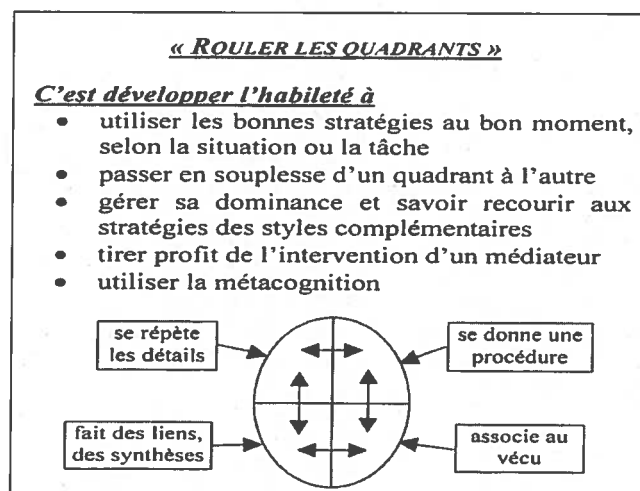 « ROULER LES QUADRANTS »
C'est développer l'habileté à
• utiliser les bonnes stratégies au bon moment,
selon la situation ou la tâche
• passer en souplesse d'un quadrant à l'autre
• gérer sa dominance et savoir recourir aux
stratégies des styles complémentaires
• tirer profit de l'intervention d'un médiateur
• utiliser la métacognition
se répète
les détails
se donne une
procédure
fait des liens,
des synthèses
associe au
vécu